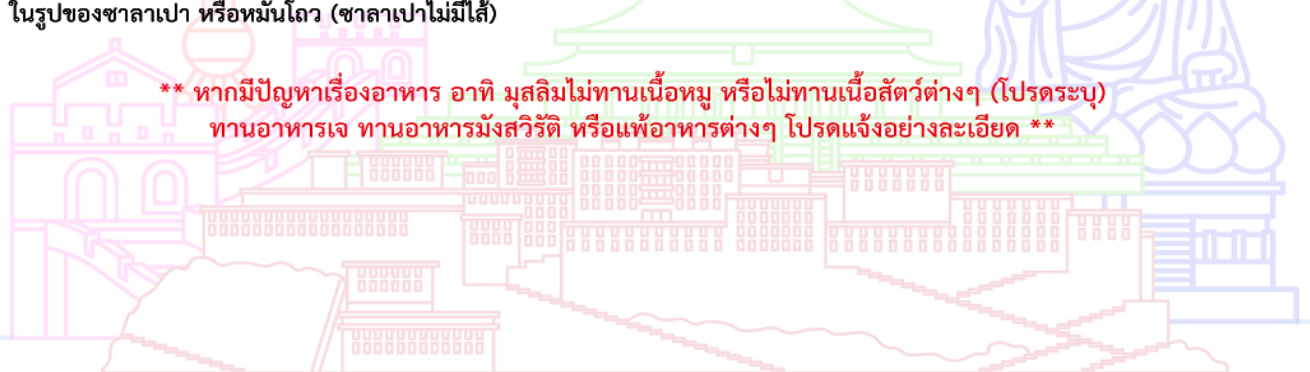 ในรูปของซาลาเปา หรือหมั่นโถว (ซาลาเปาไม่มีไส้)
** หากมีปัญหาเรื่องอาหาร อาทิ มุสลิมไม่ทานเนื้อหมู หรือไม่ทานเนื้อสัตว์ต่างๆ (โปรดระบุ)
ทานอาหารเจ ทานอาหารมังสวิรัติ หรือแพ้อาหารต่างๆ โปรดแจ้งอย่างละเอียด **